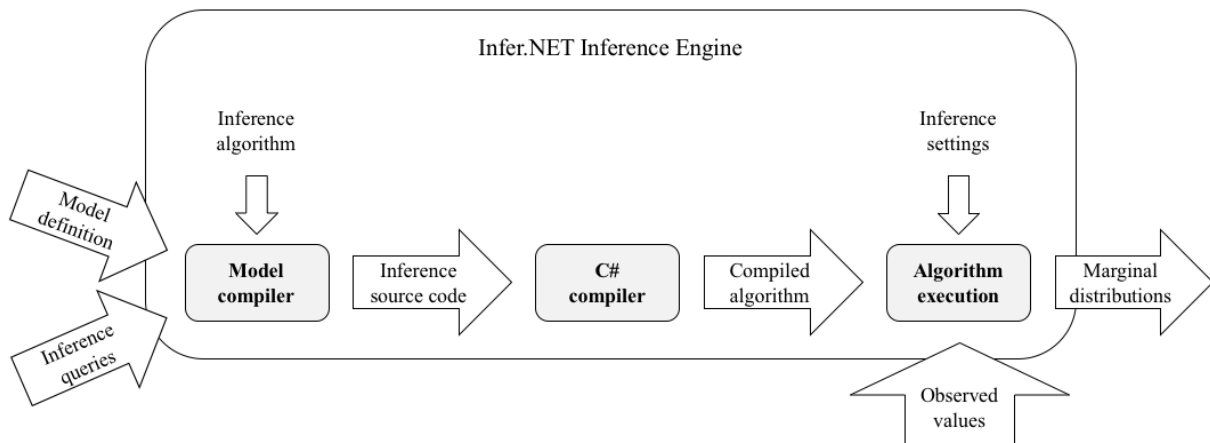 Infer.NET Inference Engine
Inference
algorithm
Inference
settings
Model
definition
Inference
queries
Model
compiler
Inference
source code
C#
compiler
Compiled
algorithm
Algorithm
execution
Marginal
distributions
Observed
values